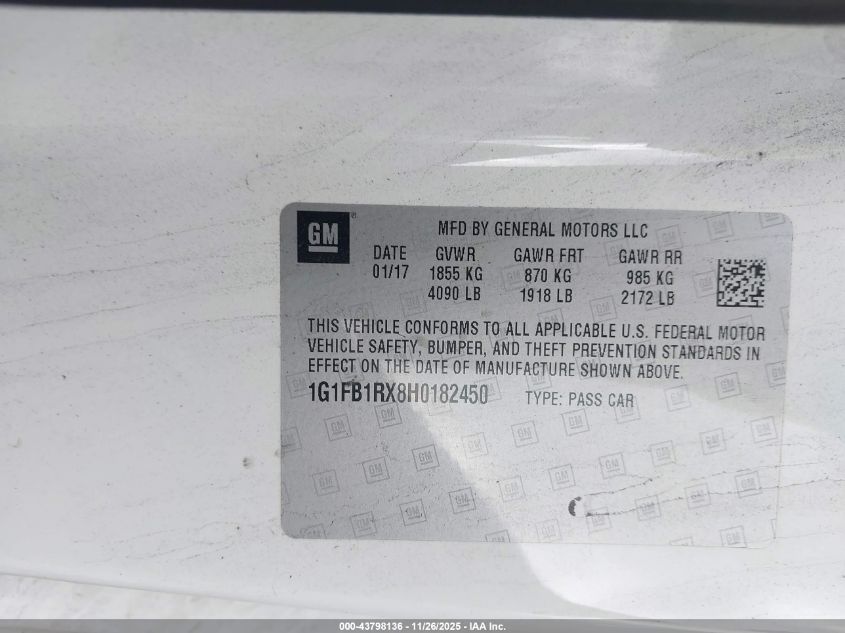 GM
MFD BY GENERAL MOTORS LLC
DATE GVWR GAWR FRT GAWR RR
01/17 1855 KG 870 KG 985 KG
4090 LB 1918 LB 2172 LB
THIS VEHICLE CONFORMS TO ALL APPLICABLE U.S. FEDERAL MOTOR
VEHICLE SAFETY, BUMPER, AND THEFT PREVENTION STANDARDS IN
EFFECT ON THE DATE OF MANUFACTURE SHOWN ABOVE.
1G1FB1RX8H0182450 TYPE: PASS CAR
000-43798136 - 11/26/2025 - IAA Inc.